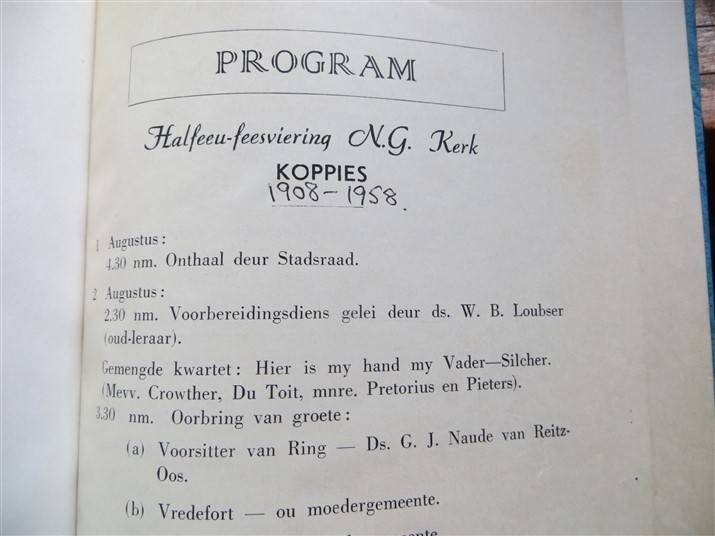 PROGRAM
Halfeeu-feesviering N.G. Kerk
KOPPIES
1908-1958.
1 Augustus:
4.30 nm. Onthaal deur Stadsraad.
2 Augustus:
2.30 nm. Voorbereidingsdiens gelei deur ds. W. B. Loubser
(oud-leraar).
Gemengde kwartet: Hier is my hand my Vader—Silcher.
(Mevv. Crowther, Du Toit, mnre. Pretorius en Pieters).
3.30 nm. Oorbring van groete:
(a) Voorsitter van Ring — Ds. G. J. Naude van Reitz-
Oos.
(b) Vredefort — ou moedergemeente.